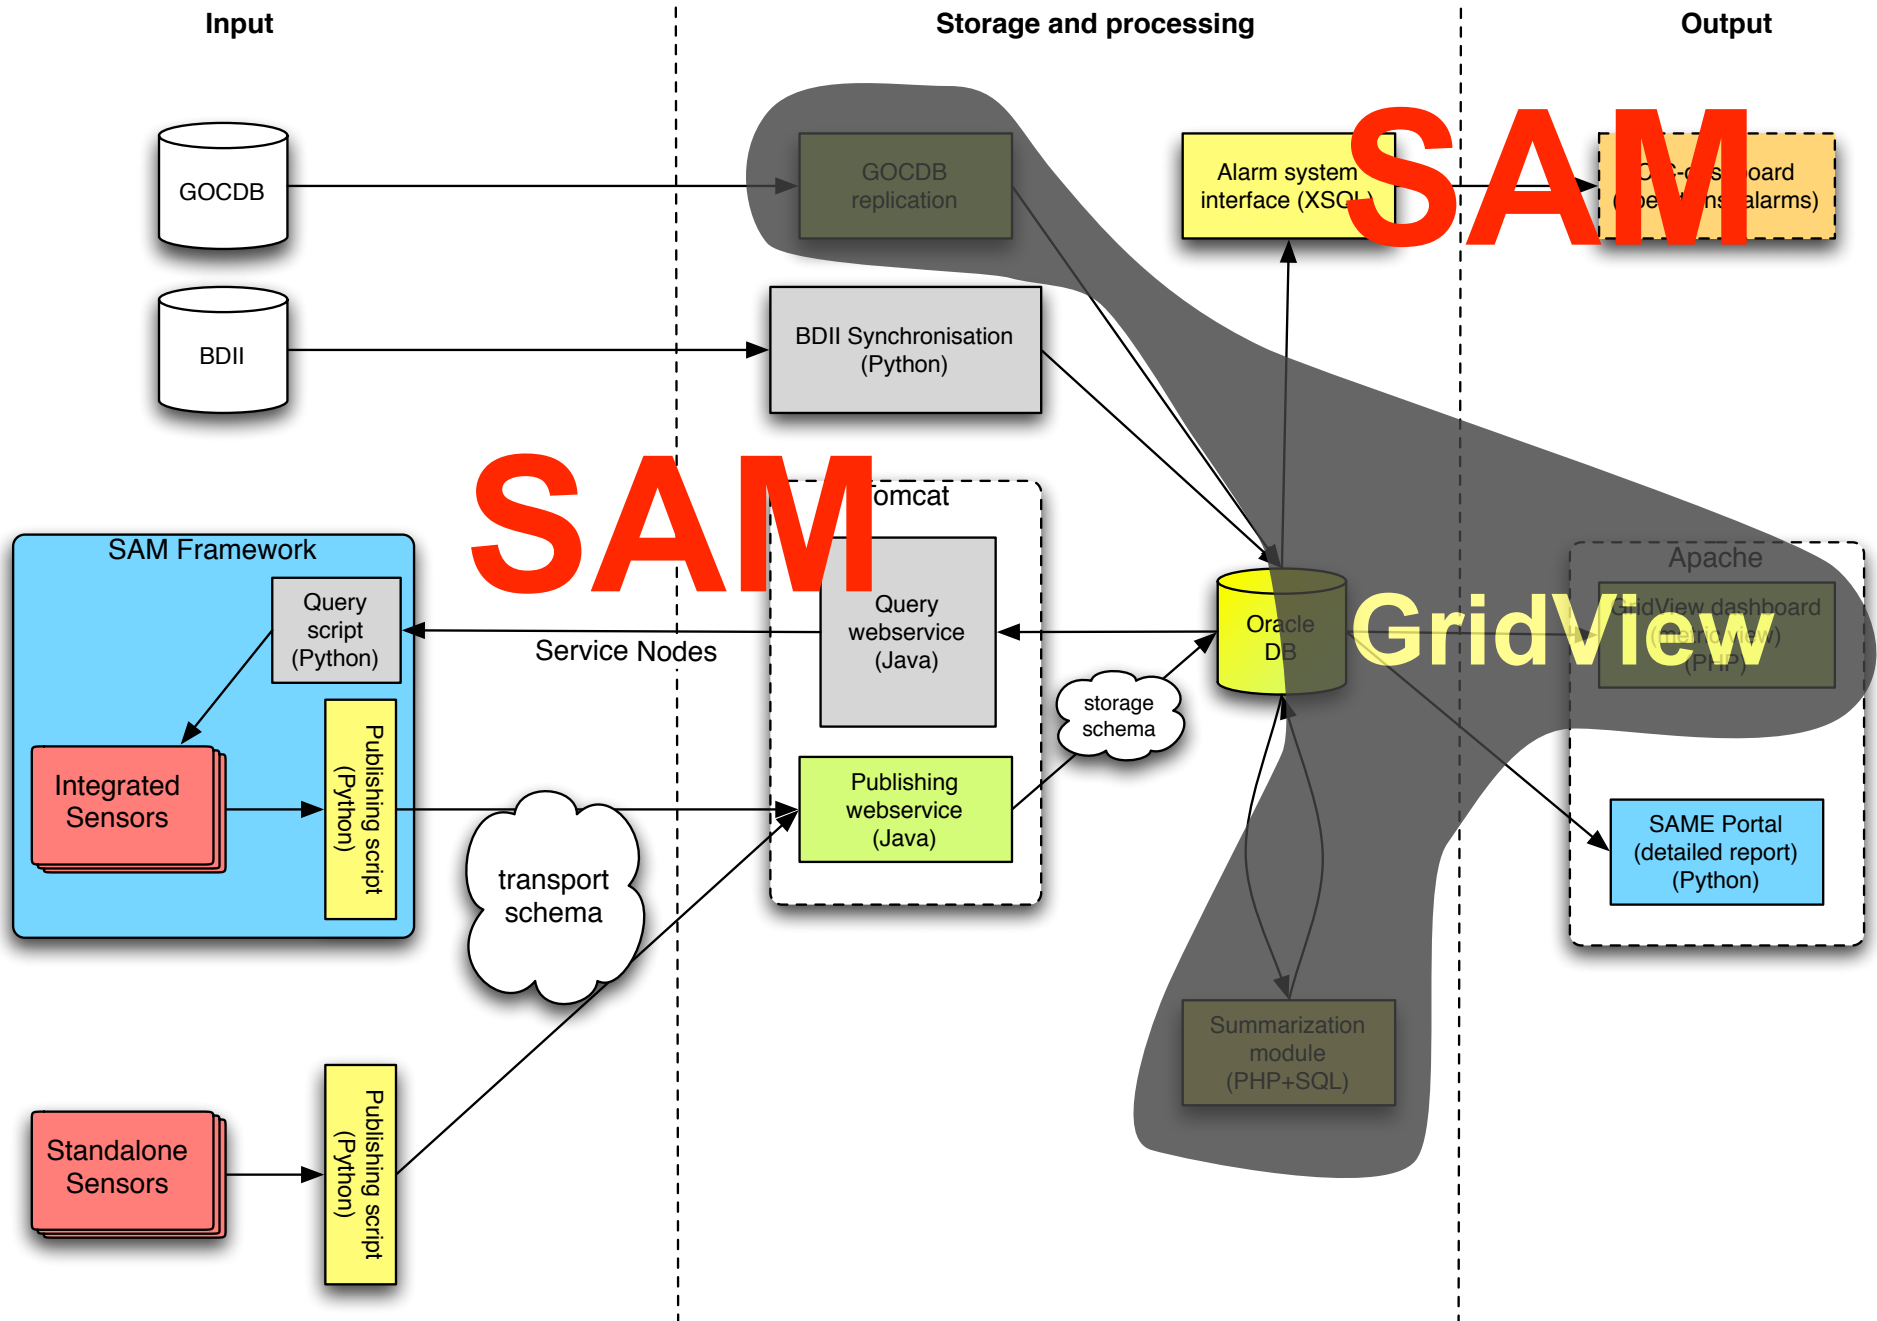 Input
Storage and processing
Output
GOCDB
GOCDB
replication
Alarm system
interface (XSQL)
SAM
alarms)
BDII
BDII Synchronisation
(Python)
SAM
SAM Framework
Query
script
(Python)
Service Nodes
Integrated
Sensors
Publishing script
(Python)
transport
schema
Query
webservice
(Java)
Publishing
webservice
(Java)
storage
schema
Oracle
DB
GridView
Apache
GridView dashboard
(metric view)
(PHP)
SAME Portal
(detailed report)
(Python)
Summarization
module
(PHP+SQL)
Standalone
Sensors
Publishing script
(Python)